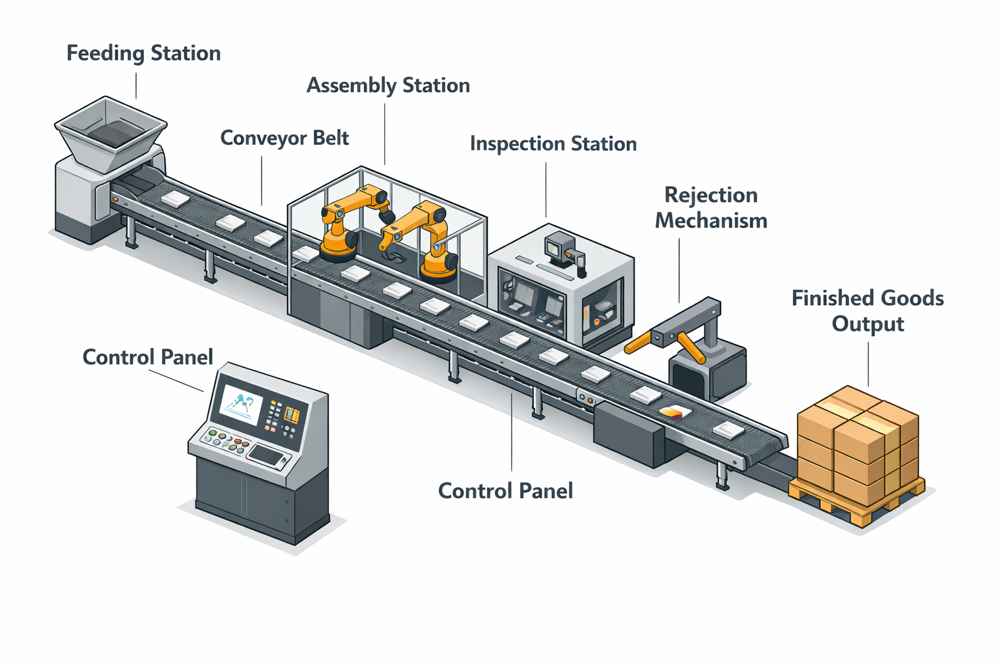 Feeding Station
Assembly Station
Conveyor Belt
Inspection Station
Rejection
Mechanism
Finished Goods
Output
Control Panel
Control Panel